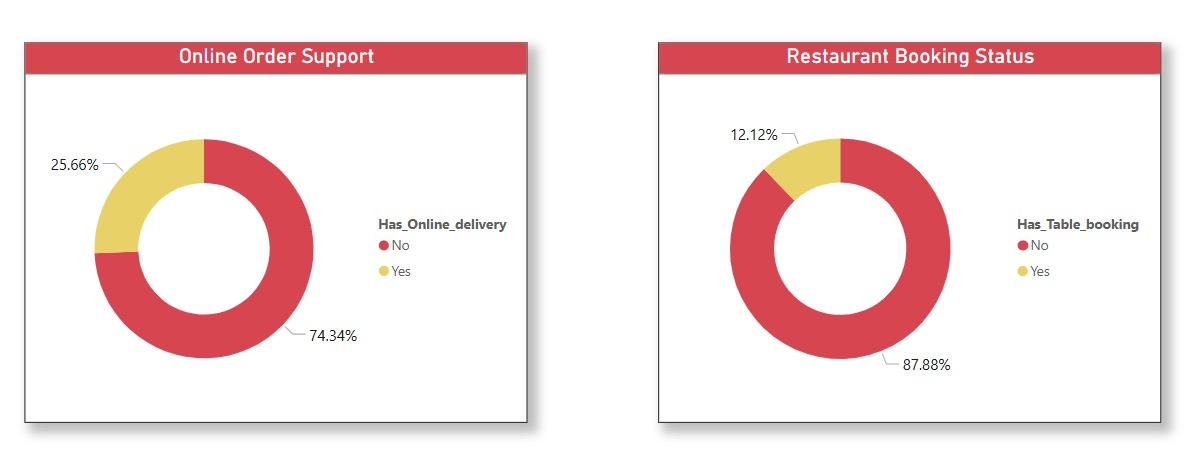 Online Order Support
25.66%
74.34%
Has_Online_delivery
No
Yes
Restaurant Booking Status
12.12%
87.88%
Has_Table_booking
No
Yes